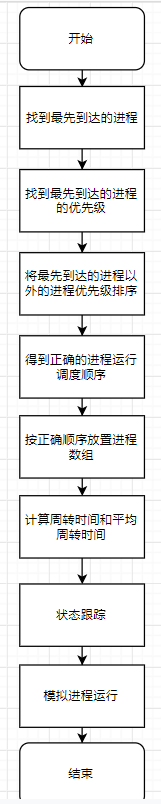 开始
找到最先到达的进程
找到最先到达的进程
的优先级
将最先到达的进程以
外的进程优先级排序
得到正确的进程运行
调度顺序
按正确顺序放置进程
数组
计算周转时间和平均
周转时间
状态跟踪
模拟进程运行
结束